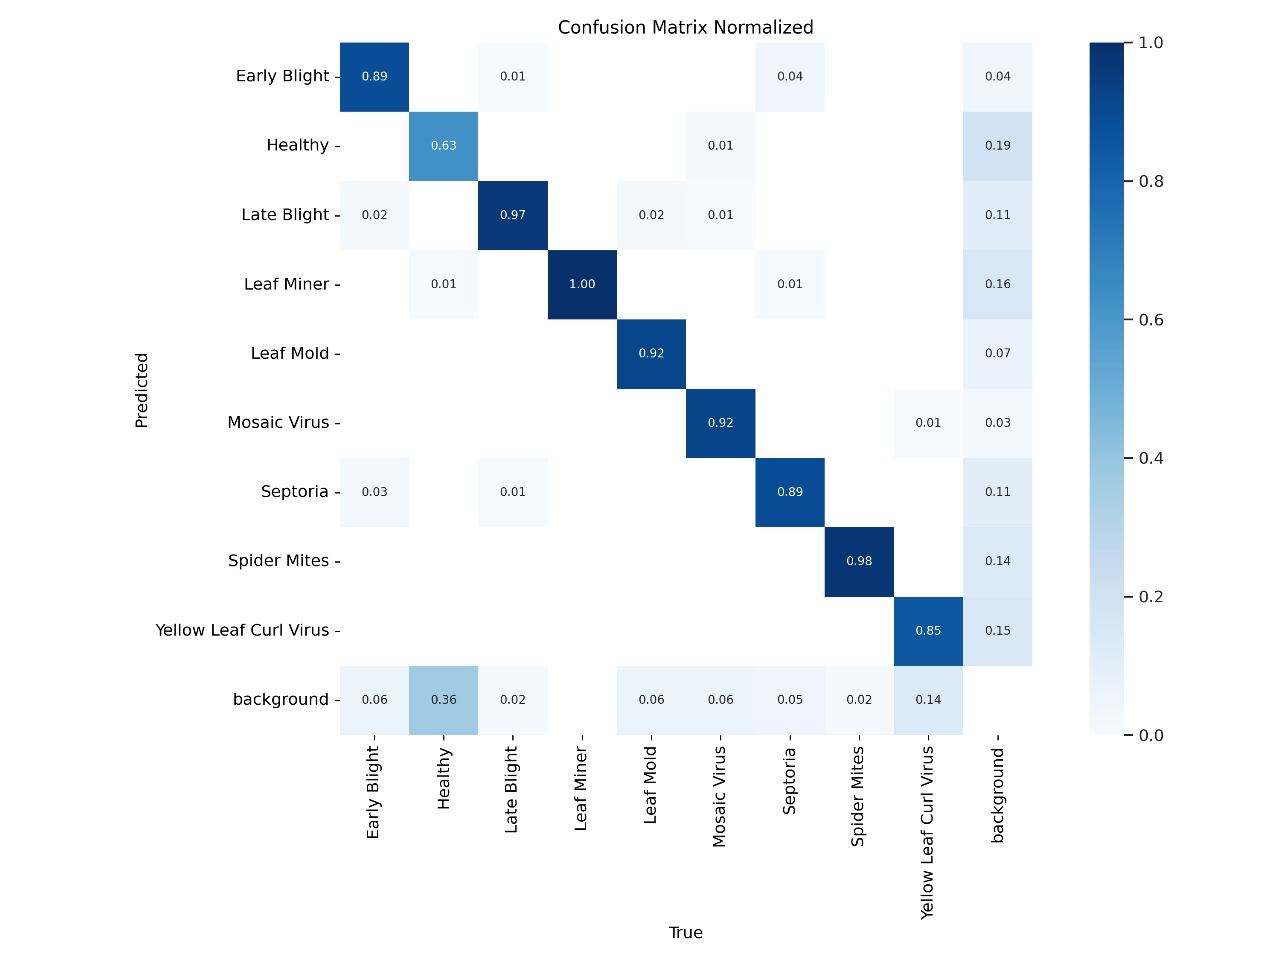 Confusion Matrix Normalized
Early Blight 0.89 0.01 0.04 0.04
Healthy 0.63 0.01 0.19
Late Blight 0.02 0.97 0.02 0.01 0.11
Leaf Miner 0.01 1.00 0.01 0.16
Leaf Mold 0.92 0.07
Mosaic Virus 0.92 0.01 0.03
Septoria 0.03 0.01 0.89 0.11
Spider Mites 0.98 0.14
Yellow Leaf Curl Virus 0.85 0.15
background 0.06 0.36 0.02 0.06 0.06 0.05 0.02 0.14
Predicted
Early Blight
Healthy
Late Blight
Leaf Miner
Leaf Mold
Mosaic Virus
Septoria
Spider Mites
Yellow Leaf Curl Virus
background
True
1.0
0.8
0.6
0.4
0.2
0.0